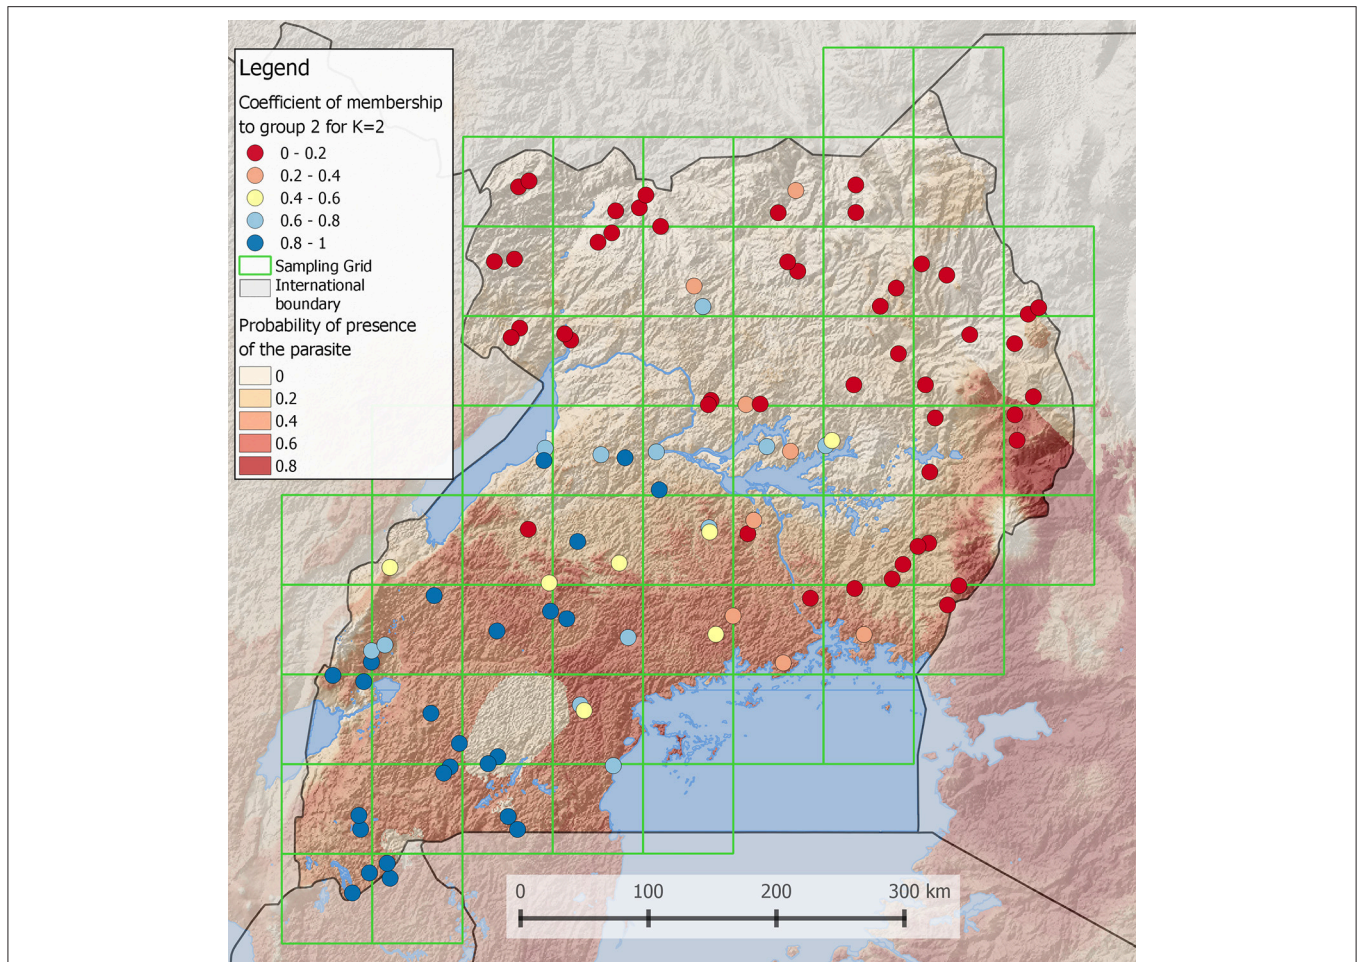 Legend
Coefficient of membership
to group 2 for K=2
0 - 0.2
0.2 - 0.4
0.4 - 0.6
0.6 - 0.8
0.8 - 1
Sampling Grid
International
boundary
Probability of presence
of the parasite
0
0.2
0.4
0.6
0.8
0 100 200 300 km